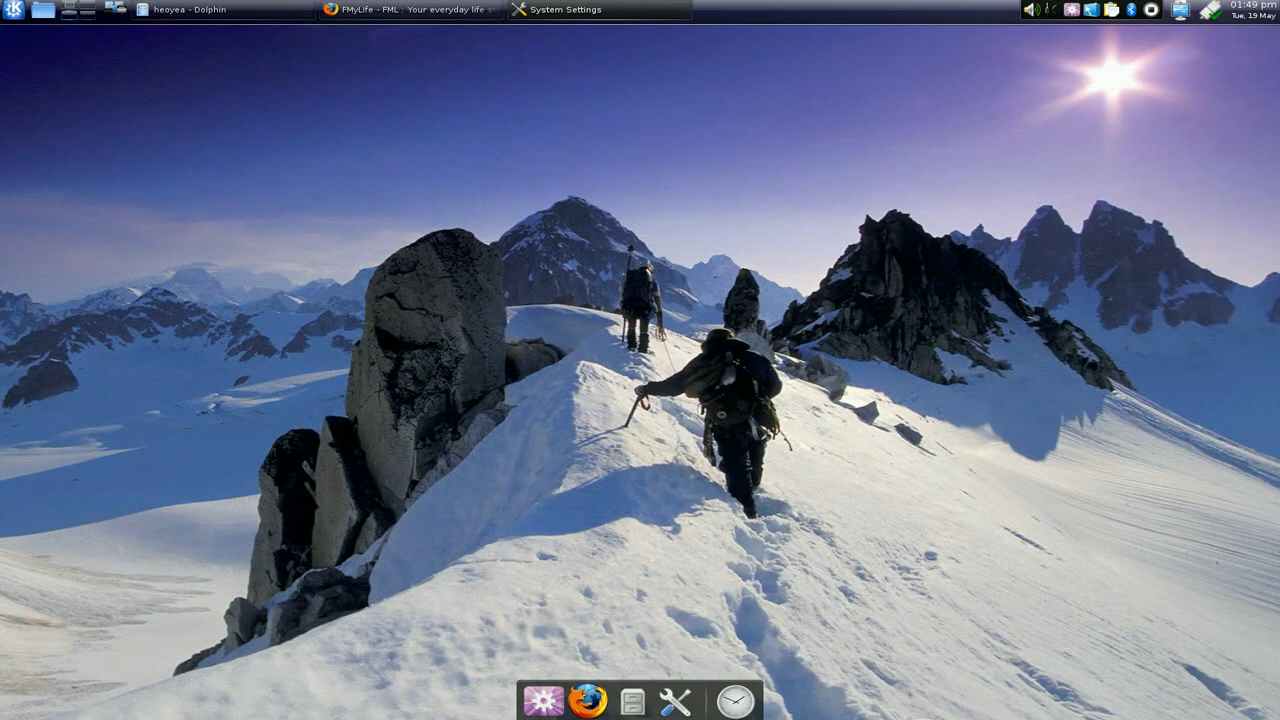 heoyea - Dolphin
FMyLife - FML : Your everyday life s
System Settings
01:49 pm
Tue, 19 May